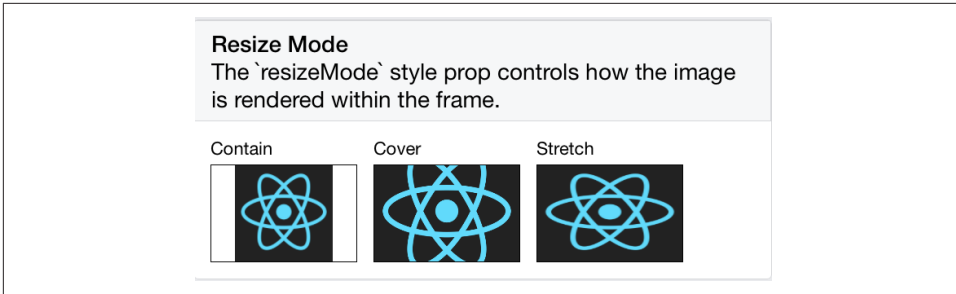 Resize Mode
The `resizeMode` style prop controls how the image
is rendered within the frame.
Contain Cover Stretch